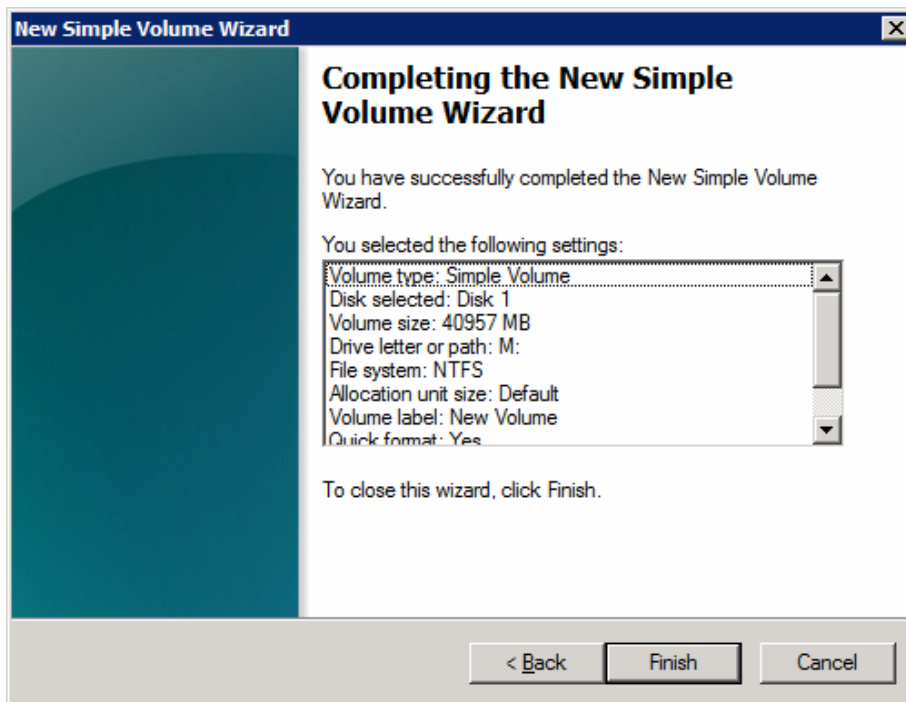 New Simple Volume Wizard
Completing the New Simple
Volume Wizard
You have successfully completed the New Simple Volume
Wizard.
You selected the following settings:
Volume type: Simple Volume
Disk selected: Disk 1
Volume size: 40957 MB
Drive letter or path: M:
File system: NTFS
Allocation unit size: Default
Volume label: New Volume
Quick format: Yes
To close this wizard, click Finish.
< Back Finish Cancel